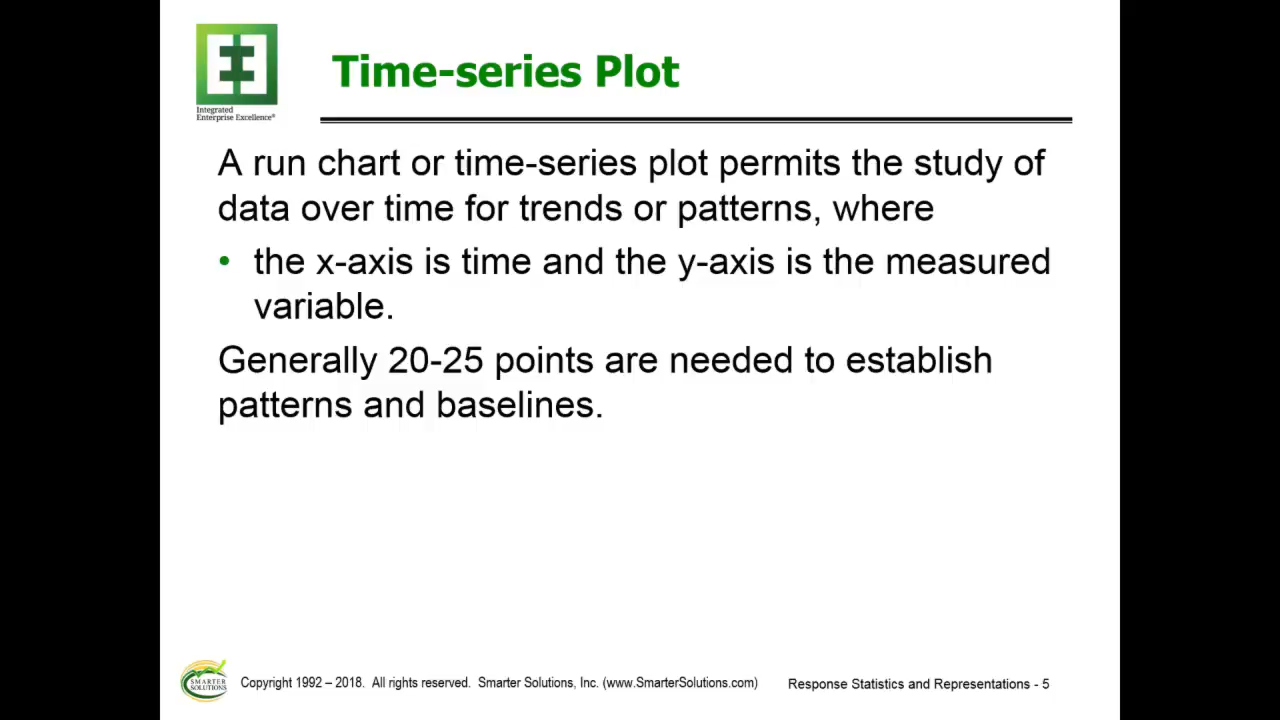 Integrated
Enterprise Excellence®
Time-series Plot
A run chart or time-series plot permits the study of
data over time for trends or patterns, where
• the x-axis is time and the y-axis is the measured
variable.
Generally 20-25 points are needed to establish
patterns and baselines.
SMARTER
SOLUTIONS
Copyright 1992 – 2018. All rights reserved. Smarter Solutions, Inc. (www.SmarterSolutions.com)
Response Statistics and Representations - 5